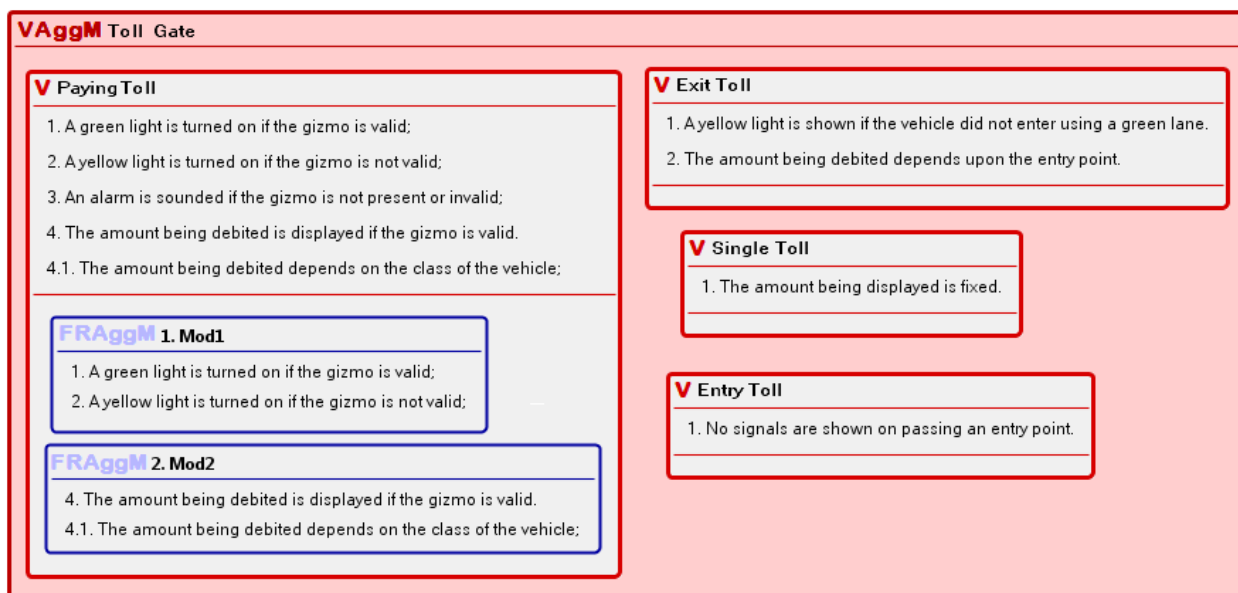 VAggM Toll Gate
V Paying Toll
1. A green light is turned on if the gizmo is valid;
2. A yellow light is turned on if the gizmo is not valid;
3. An alarm is sounded if the gizmo is not present or invalid;
4. The amount being debited is displayed if the gizmo is valid.
4.1. The amount being debited depends on the class of the vehicle;
FRAggM 1. Mod1
1. A green light is turned on if the gizmo is valid;
2. A yellow light is turned on if the gizmo is not valid;
FRAggM 2. Mod2
4. The amount being debited is displayed if the gizmo is valid.
4.1. The amount being debited depends on the class of the vehicle;
V Exit Toll
1. A yellow light is shown if the vehicle did not enter using a green lane.
2. The amount being debited depends upon the entry point.
V Single Toll
1. The amount being displayed is fixed.
V Entry Toll
1. No signals are shown on passing an entry point.